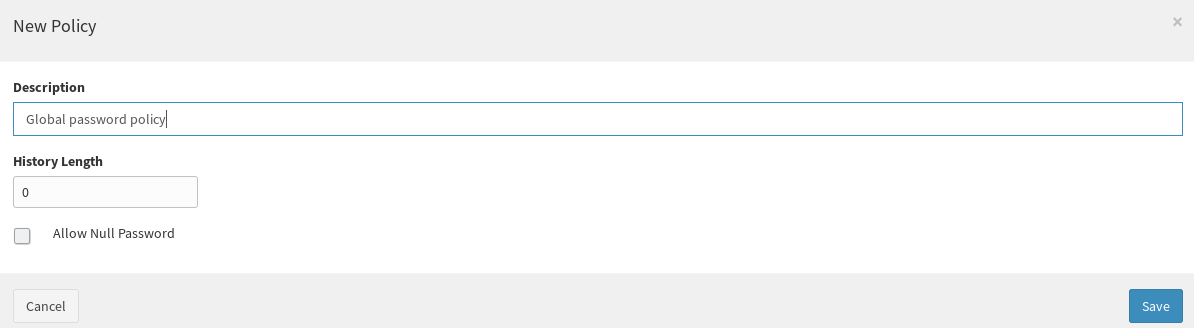 New Policy
×
Description
Global password policy
History Length
0
Allow Null Password
Cancel
Save